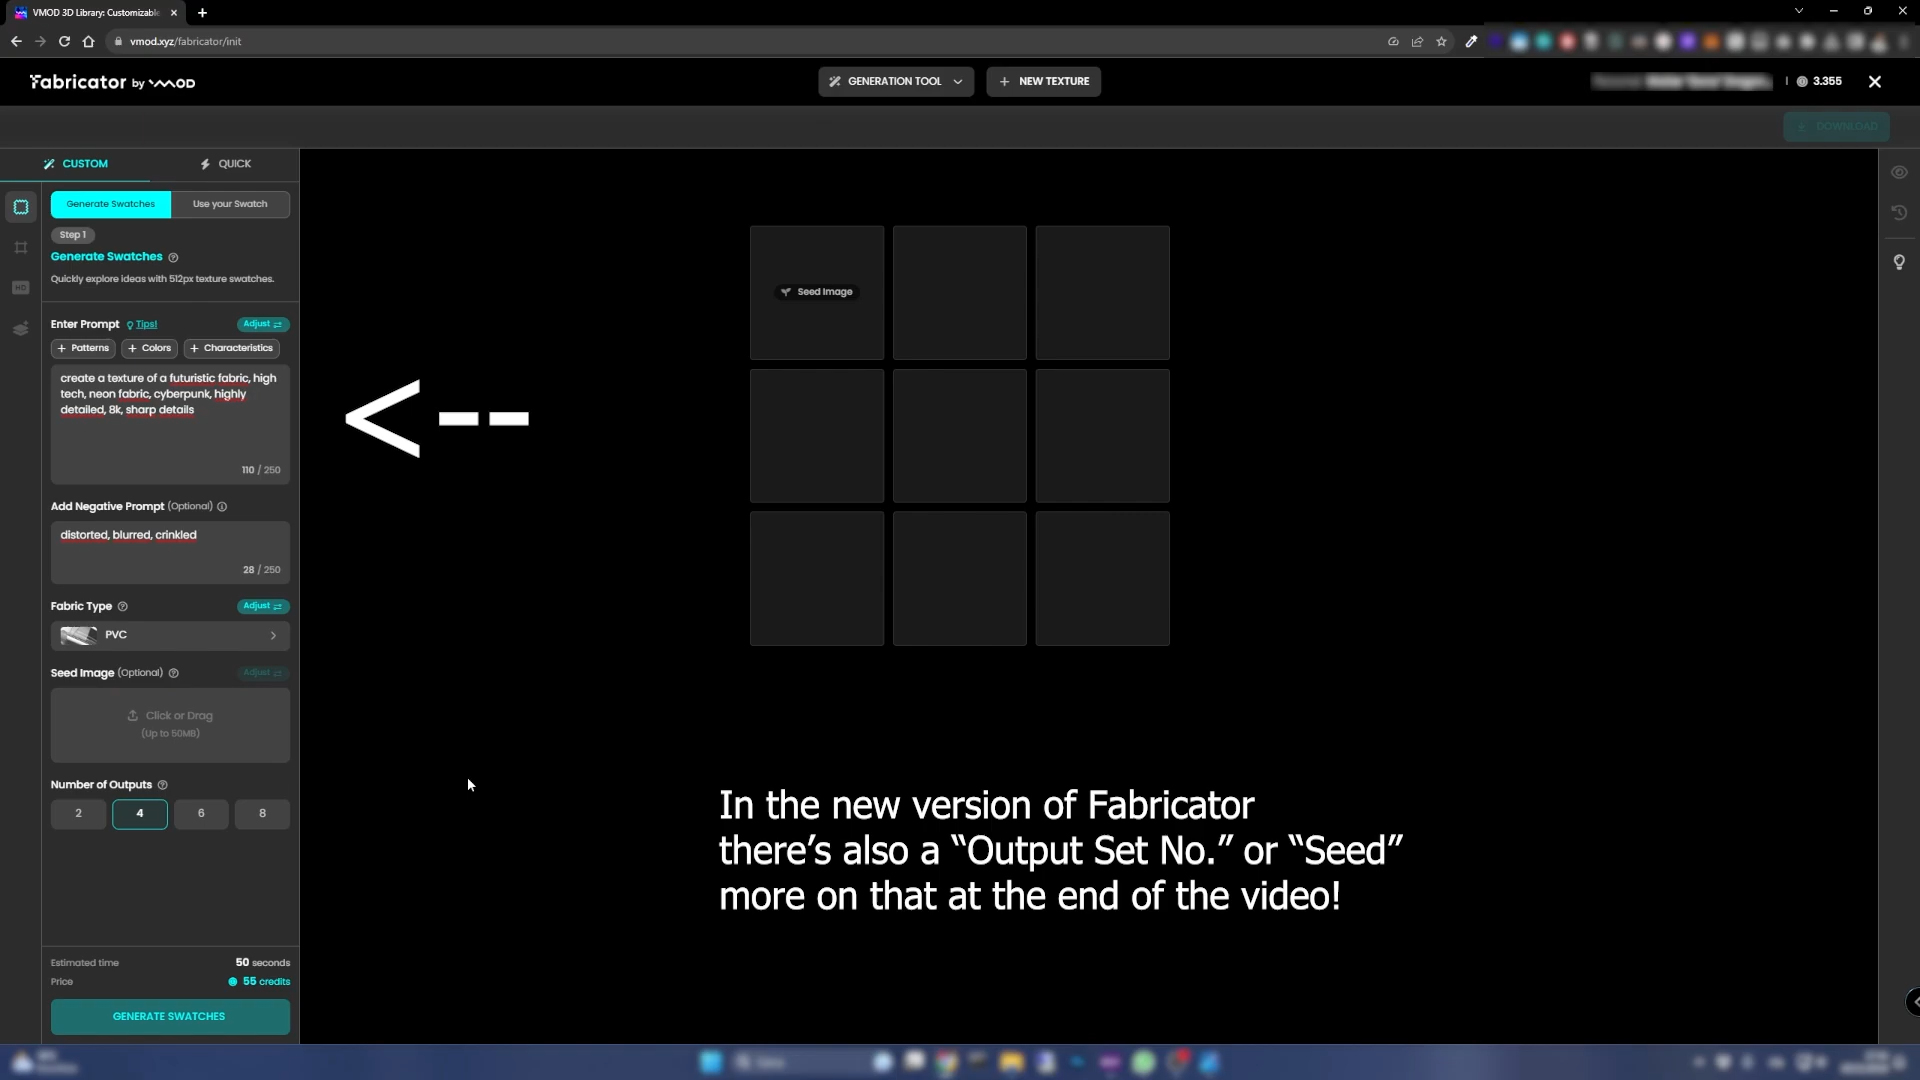 VMOD 3D Library: Customizable
vmod.xyz/fabricator/init
Fabricator by VMOD
GENERATION TOOL
+ NEW TEXTURE
3.355
DOWNLOAD
CUSTOM
QUICK
Generate Swatches
Use your Swatch
Step 1
Generate Swatches
Quickly explore ideas with 512px texture swatches.
Enter Prompt Tips!
Adjust
+ Patterns
+ Colors
+ Characteristics
create a texture of a futuristic fabric, high
tech, neon fabric, cyberpunk, highly
detailed, 8k, sharp details
110 / 250
Add Negative Prompt (Optional)
distorted, blurred, crinkled
28 / 250
Fabric Type
Adjust
PVC
Seed Image (Optional)
Adjust
Click or Drag
(Up to 50MB)
Number of Outputs
2
4
6
8
Estimated time
50 seconds
Price
55 credits
GENERATE SWATCHES
HD
Seed Image
<--
In the new version of Fabricator
there’s also a “Output Set No.” or “Seed”
more on that at the end of the video!